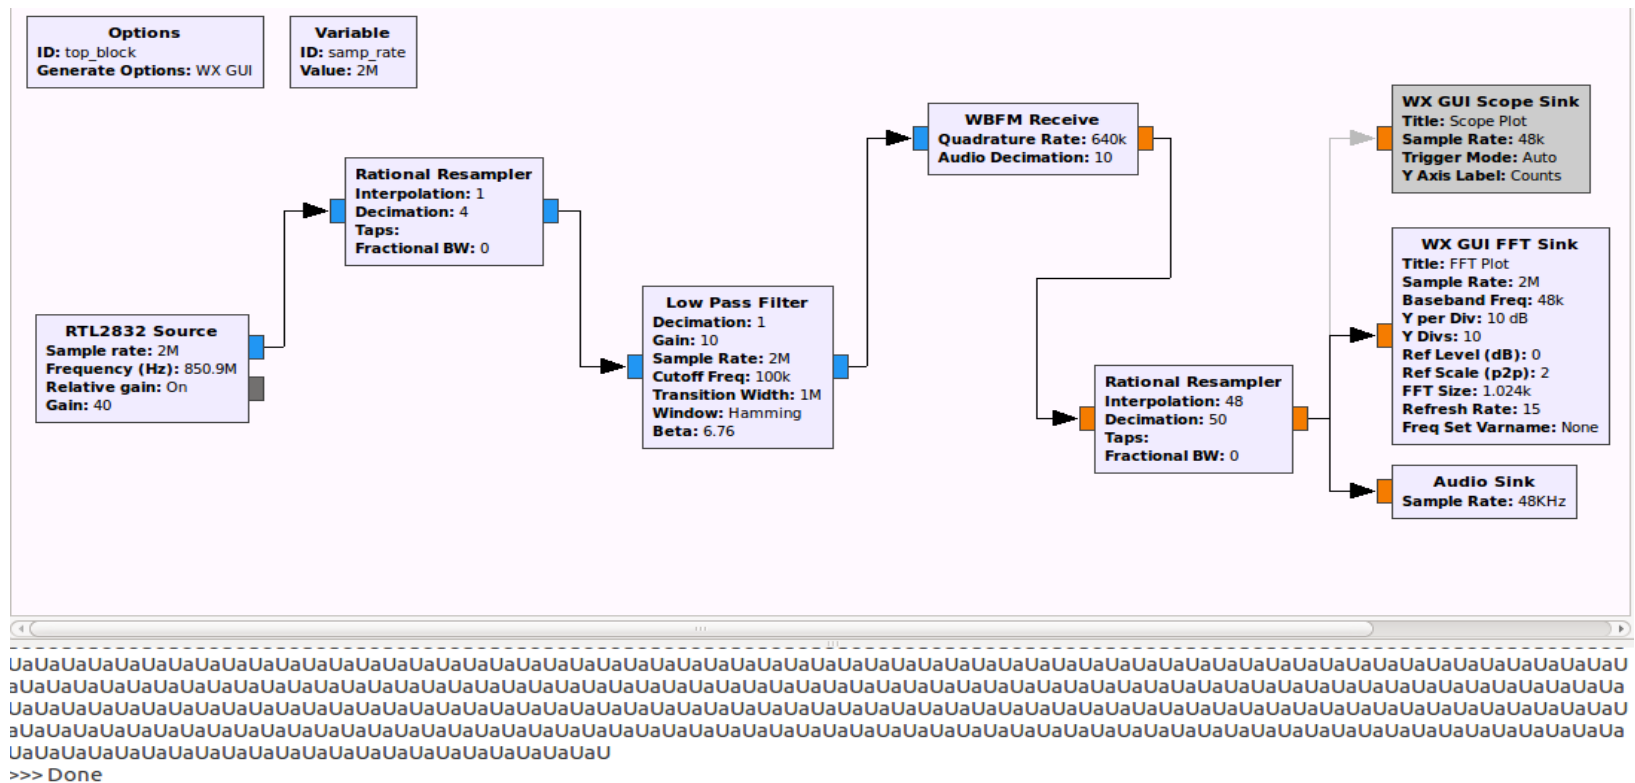 Options
ID: top_block
Generate Options: WX GUI
Variable
ID: samp_rate
Value: 2M
RTL2832 Source
Sample rate: 2M
Frequency (Hz): 850.9M
Relative gain: On
Gain: 40
Rational Resampler
Interpolation: 1
Decimation: 4
Taps:
Fractional BW: 0
Low Pass Filter
Decimation: 1
Gain: 10
Sample Rate: 2M
Cutoff Freq: 100k
Transition Width: 1M
Window: Hamming
Beta: 6.76
WBFM Receive
Quadrature Rate: 640k
Audio Decimation: 10
Rational Resampler
Interpolation: 48
Decimation: 50
Taps:
Fractional BW: 0
WX GUI Scope Sink
Title: Scope Plot
Sample Rate: 48k
Trigger Mode: Auto
Y Axis Label: Counts
WX GUI FFT Sink
Title: FFT Plot
Sample Rate: 2M
Baseband Freq: 48k
Y per Div: 10 dB
Y Divs: 10
Ref Level (dB): 0
Ref Scale (p2p): 2
FFT Size: 1.024k
Refresh Rate: 15
Freq Set Varname: None
Audio Sink
Sample Rate: 48KHz
UaUaUaUaUaUaUaUaUaUaUaUaUaUaUaUaUaUaUaUaUaUaUaUaUaUaUaUaUaUaUaUaUaUaUaUaUaUaUaUaUaUaUaUaUaUaUaUaUaUaUaUaUaUaUaUaUaUaUaUaU
aUaUaUaUaUaUaUaUaUaUaUaUaUaUaUaUaUaUaUaUaUaUaUaUaUaUaUaUaUaUaUaUaUaUaUaUaUaUaUaUaUaUaUaUaUaUaUaUaUaUaUaUaUaUaUaUaUaUaUaUa
UaUaUaUaUaUaUaUaUaUaUaUaUaUaUaUaUaUaUaUaUaUaUaUaUaUaUaUaUaUaUaUaUaUaUaUaUaUaUaUaUaUaUaUaUaUaUaUaUaUaUaUaUaUaUaUaUaUaUaUaU
aUaUaUaUaUaUaUaUaUaUaUaUaUaUaUaUaUaUaUaUaUaUaUaUaUaUaUaUaUaUaUaUaUaUaUaUaUaUaUaUaUaUaUaUaUaUaUaUaUaUaUaUaUaUaUaUaUaUaUaUa
UaUaUaUaUaUaUaUaUaUaUaUaUaUaUaUaUaUaUaUaUaUaU
>>> Done